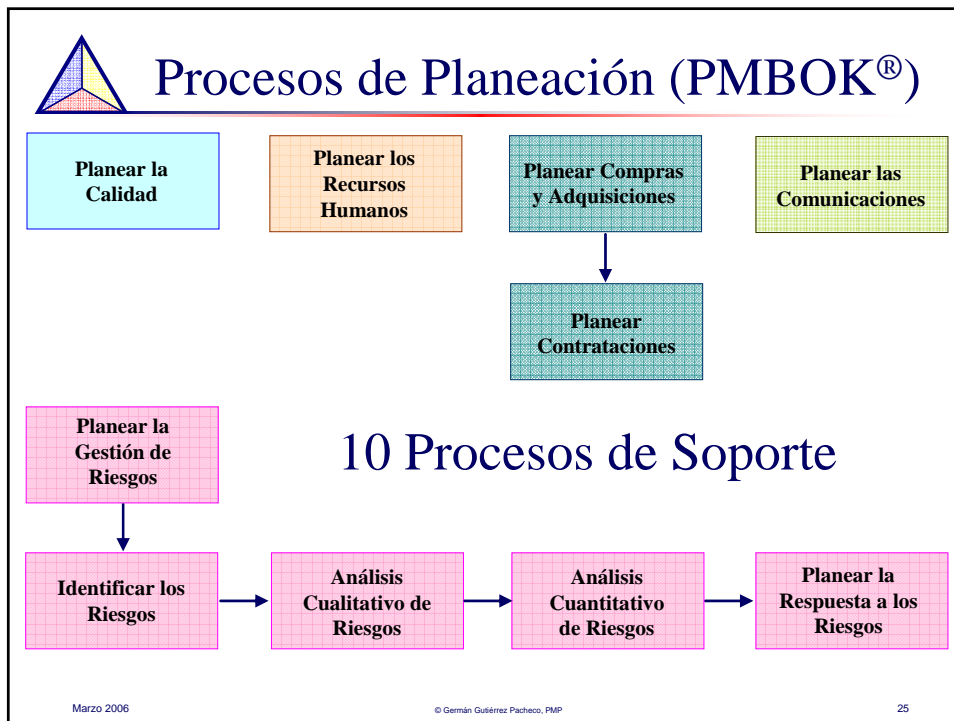 Procesos de Planeación (PMBOK®)
Planear la
Calidad
Planear los
Recursos
Humanos
Planear Compras
y Adquisiciones
Planear las
Comunicaciones
Planear
Contrataciones
Planear la
Gestión de
Riesgos
10 Procesos de Soporte
Identificar los
Riesgos
Análisis
Cualitativo de
Riesgos
Análisis
Cuantitativo
de Riesgos
Planear la
Respuesta a los
Riesgos
Marzo 2006
© Germán Gutiérrez Pacheco, PMP
25